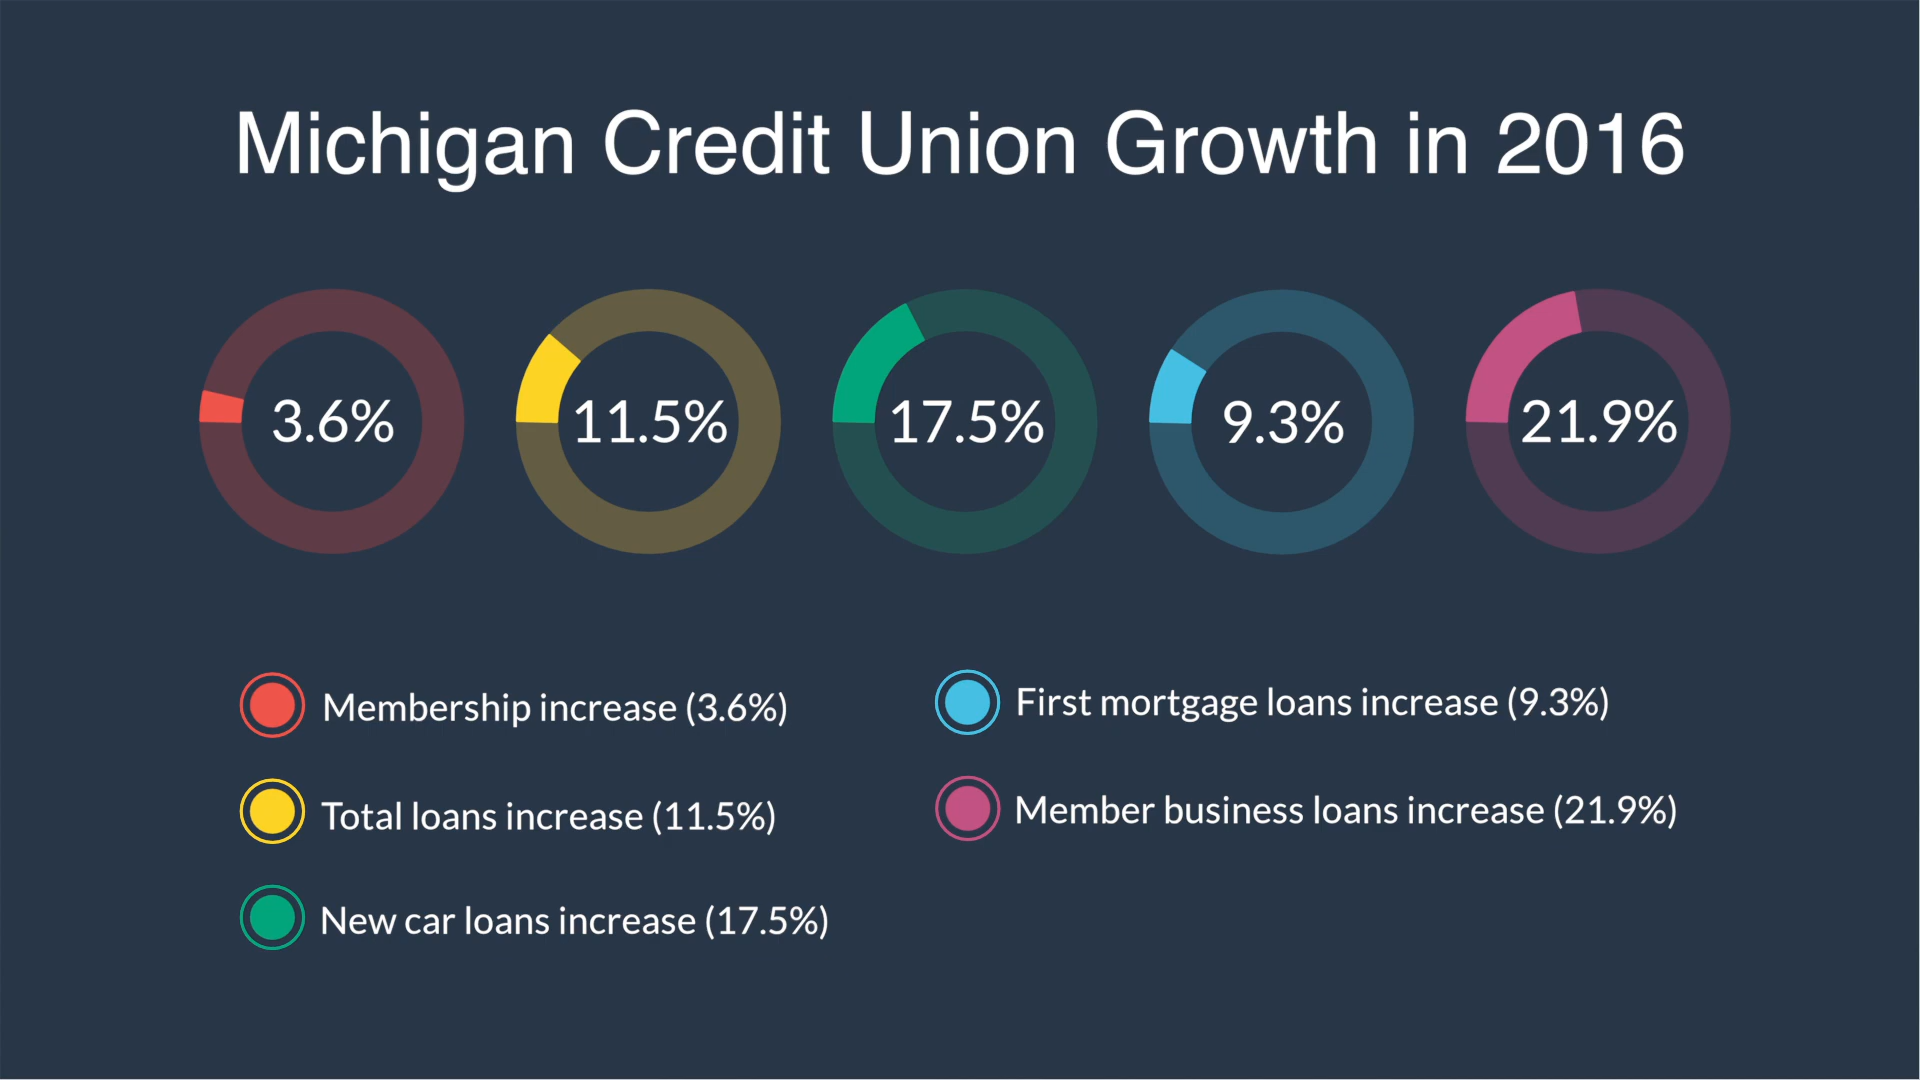 Michigan Credit Union Growth in 2016
3.6%
11.5%
17.5%
9.3%
21.9%
Membership increase (3.6%)
Total loans increase (11.5%)
New car loans increase (17.5%)
First mortgage loans increase (9.3%)
Member business loans increase (21.9%)